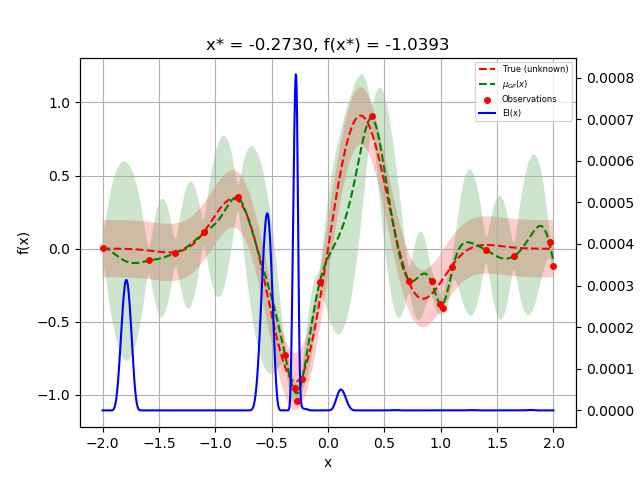 x* = -0.2730, f(x*) = -1.0393
True (unknown)
μGP(x)
Observations
EI(x)
1.0
0.5
0.0
−0.5
−1.0
f(x)
0.0008
0.0007
0.0006
0.0005
0.0004
0.0003
0.0002
0.0001
0.0000
−2.0 −1.5 −1.0 −0.5 0.0 0.5 1.0 1.5 2.0
x